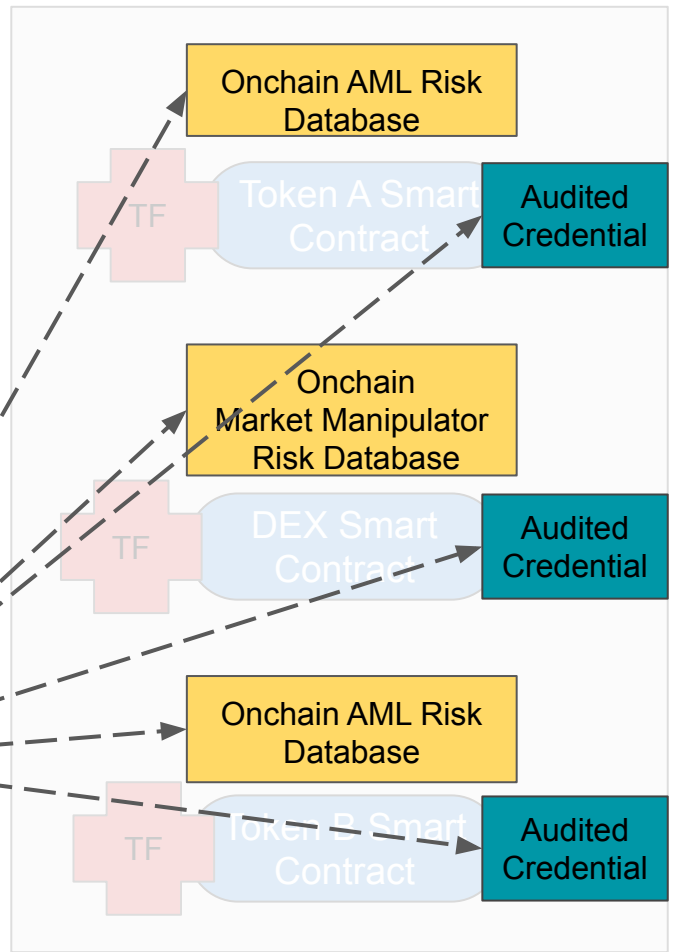 Onchain AML Risk
Database
TF
Token A Smart
Contract
Audited
Credential
Onchain
Market Manipulator
Risk Database
TF
DEX Smart
Contract
Audited
Credential
Onchain AML Risk
Database
TF
Token B Smart
Contract
Audited
Credential